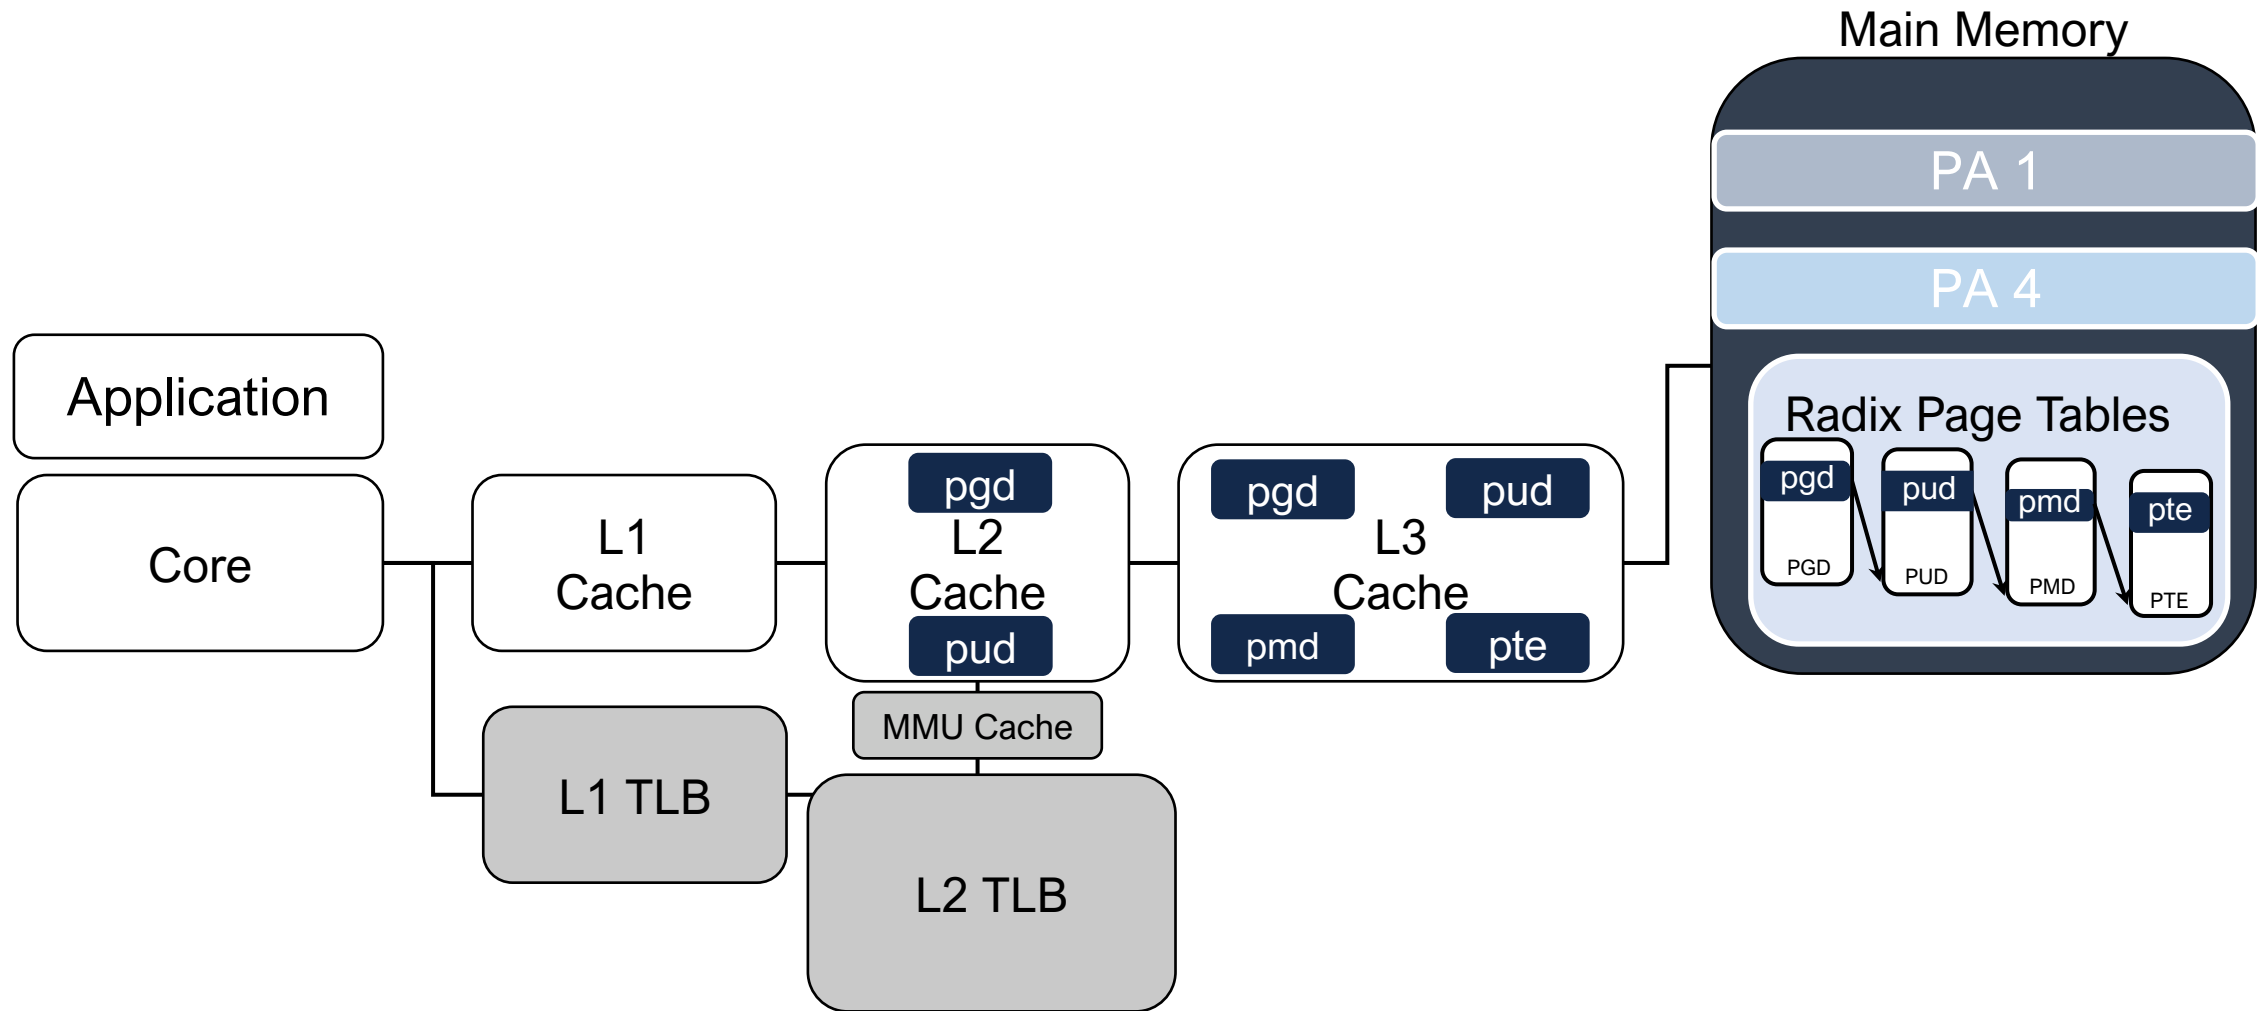 Main Memory
PA 1
PA 4
Radix Page Tables
pgd
pud
pmd
pte
PGD
PUD
PMD
PTE
Application
Core
L1
Cache
pgd
L2
Cache
pud
pgd
pud
L3
Cache
pmd
pte
MMU Cache
L1 TLB
L2 TLB